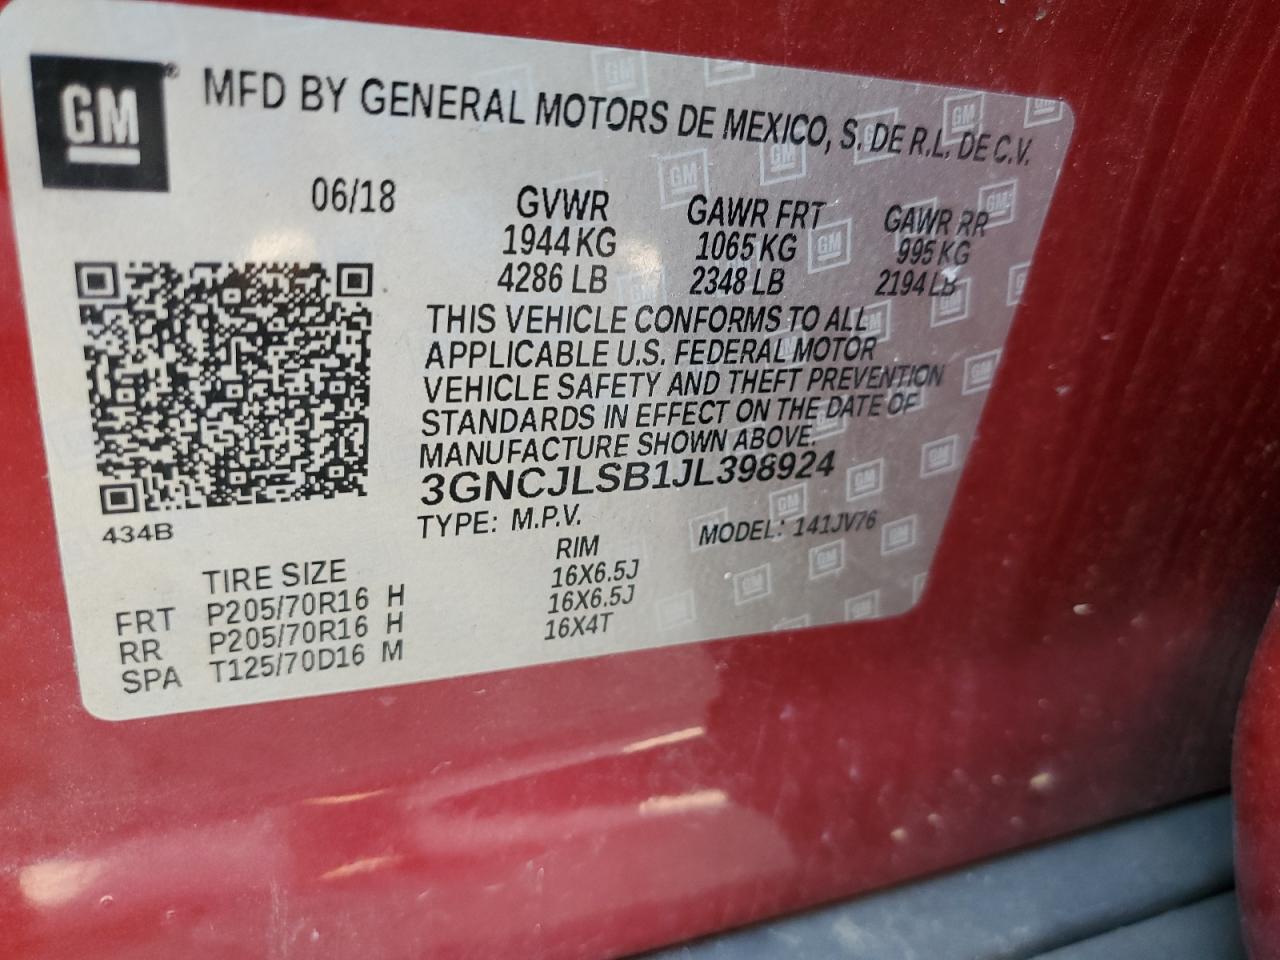 GM®
MFD BY GENERAL MOTORS DE MEXICO, S. DE R.L. DE C.V.
06/18 GVWR GAWR FRT GAWR RR
1944 KG 1065 KG 995 KG
4286 LB 2348 LB 2194 LB
THIS VEHICLE CONFORMS TO ALL
APPLICABLE U.S. FEDERAL MOTOR
VEHICLE SAFETY AND THEFT PREVENTION
STANDARDS IN EFFECT ON THE DATE OF
MANUFACTURE SHOWN ABOVE.
3GNCJLSB1JL398924
434B
TYPE: M.P.V. MODEL: 141JV76
TIRE SIZE RIM
FRT P205/70R16 H 16X6.5J
RR P205/70R16 H 16X6.5J
SPA T125/70D16 M 16X4T